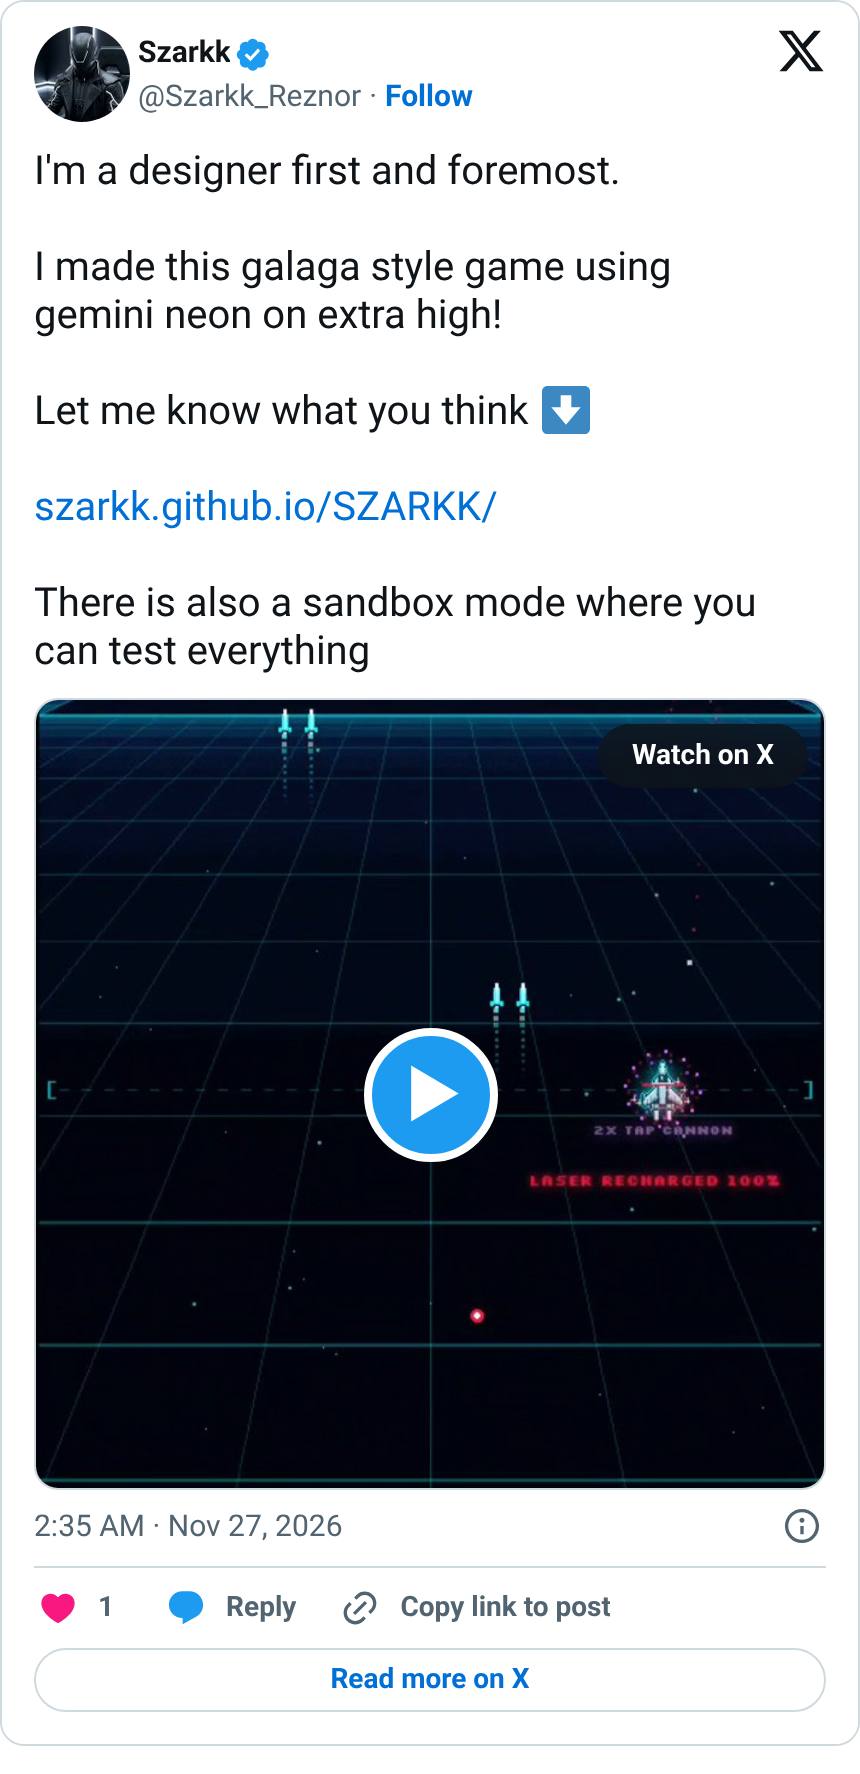 Szarkk
@Szarkk_Reznor · Follow
I'm a designer first and foremost.
I made this galaga style game using
gemini neon on extra high!
Let me know what you think ⬇️
szarkk.github.io/SZARKK/
There is also a sandbox mode where you
can test everything
Watch on X
[ ]
2X TAP CANNON
LASER RECHARGED 100%
2:35 AM · Nov 27, 2026
1 Reply Copy link to post
Read more on X